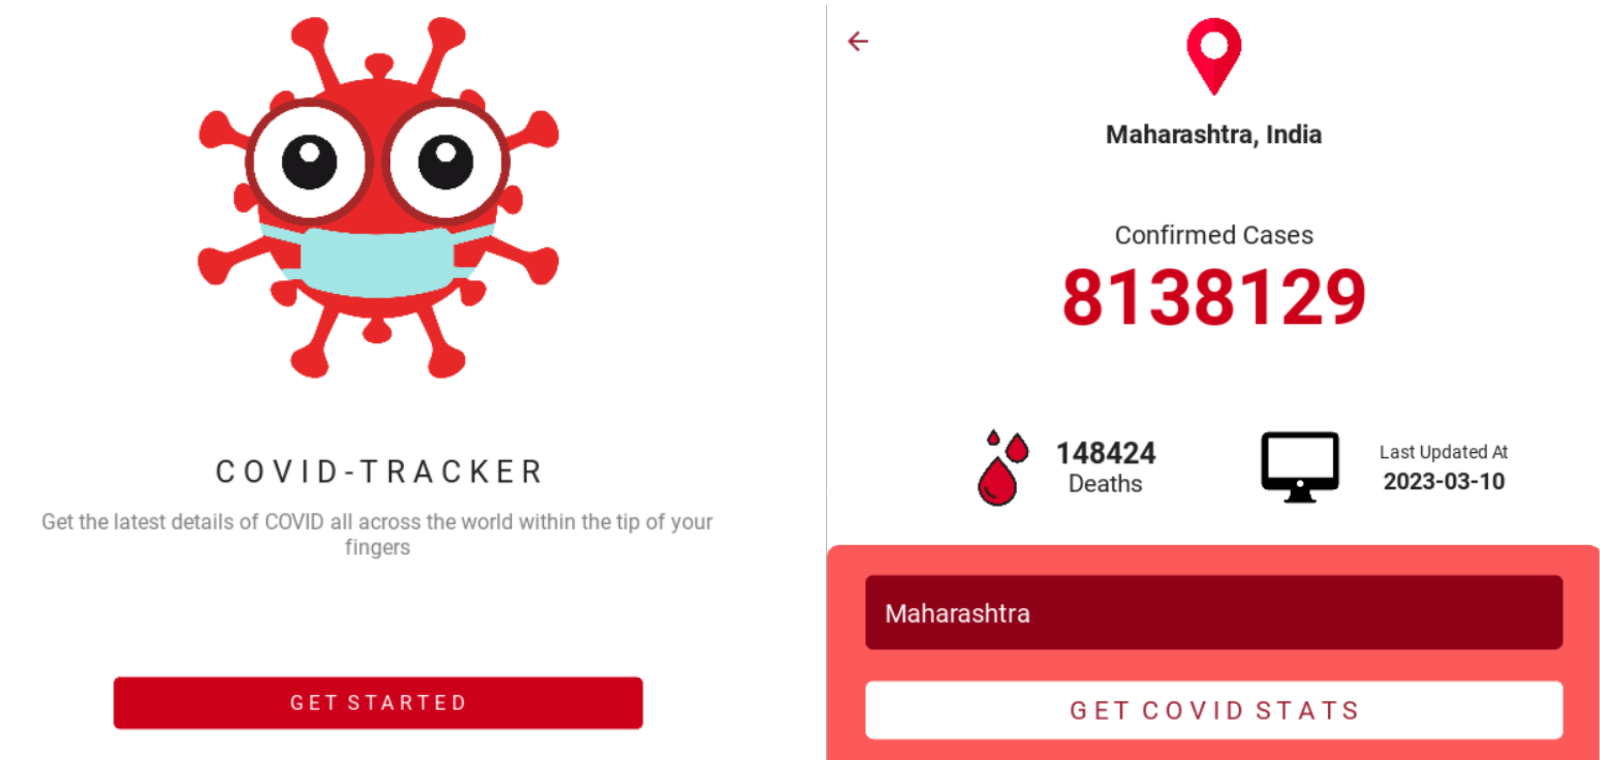 COVID-TRACKER
Get the latest details of COVID all across the world within the tip of your
fingers
GET STARTED
Maharashtra, India
Confirmed Cases
8138129
148424
Deaths
Last Updated At
2023-03-10
Maharashtra
GET COVID STATS